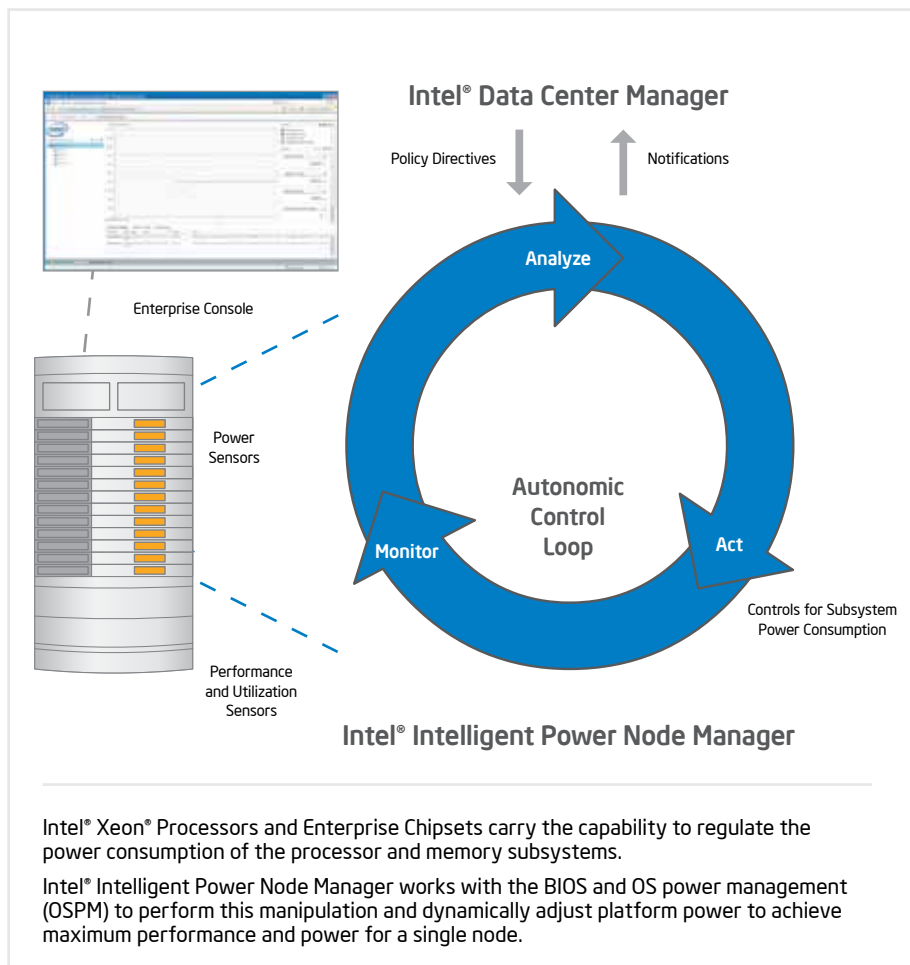 Intel® Data Center Manager
Policy Directives
Notifications
Analyze
Enterprise Console
Power
Sensors
Autonomic
Control
Loop
Monitor
Act
Controls for Subsystem
Power Consumption
Performance
and Utilization
Sensors
Intel® Intelligent Power Node Manager
Intel® Xeon® Processors and Enterprise Chipsets carry the capability to regulate the
power consumption of the processor and memory subsystems.
Intel® Intelligent Power Node Manager works with the BIOS and OS power management
(OSPM) to perform this manipulation and dynamically adjust platform power to achieve
maximum performance and power for a single node.